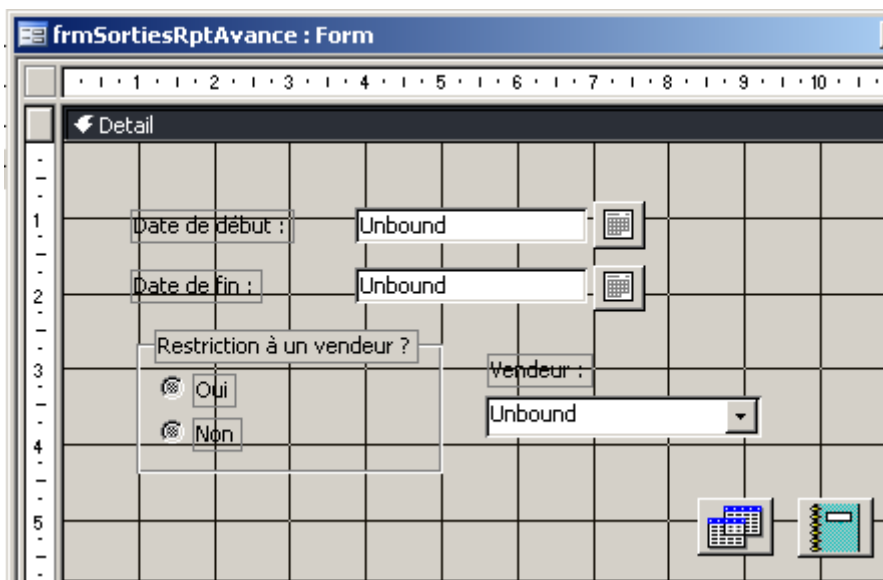 frmSortiesRptAvance : Form
1 2 3 4 5 6 7 8 9 10
Detail
1
Date de début : Unbound
2
Date de fin : Unbound
Restriction à un vendeur ?
3
Vendeur :
Oui
Unbound
Non
4
5